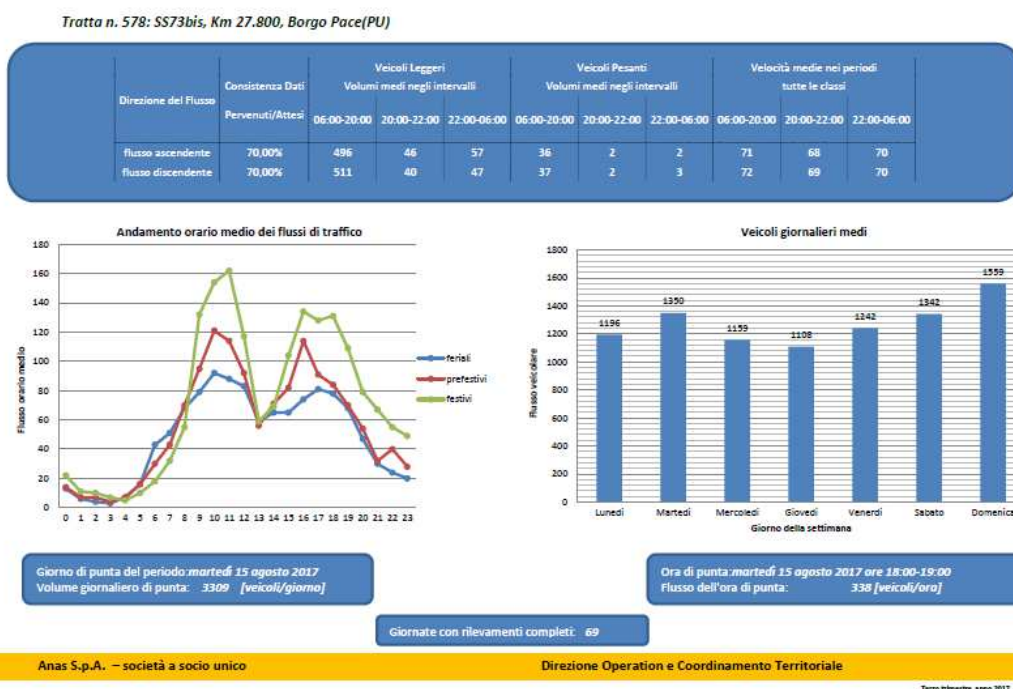 Tratta n. 578: SS73bis, Km 27.800, Borgo Pace(PU)
Veicoli Leggeri Veicoli Pesanti Velocità medie nei periodi
Direzione del Flusso Consistenza Dati Volumi medi negli intervalli Volumi medi negli intervalli tutte le classi
Pervenuti/Attesi 06:00-20:00 20:00-22:00 22:00-06:00 06:00-20:00 20:00-22:00 22:00-06:00 06:00-20:00 20:00-22:00 22:00-06:00
flusso ascendente 70,00% 496 46 57 36 2 2 71 68 70
flusso discendente 70,00% 511 40 47 37 2 3 72 69 70
Andamento orario medio dei flussi di traffico
180
160
140
120
100
80
60
40
20
0
Flusso orario medio
0 1 2 3 4 5 6 7 8 9 10 11 12 13 14 15 16 17 18 19 20 21 22 23
feriali
prefestivi
festivi
Veicoli giornalieri medi
1800
1600
1400
1200
1000
800
600
400
200
0
Flusso veicolare
1196 1350 1159 1108 1242 1342 1559
Lunedì Martedì Mercoledì Giovedì Venerdì Sabato Domenica
Giorno della settimana
Giorno di punta del periodo:martedì 15 agosto 2017
Volume giornaliero di punta: 3309 [veicoli/giorno]
Ora di punta:martedì 15 agosto 2017 ore 18:00-19:00
Flusso dell'ora di punta: 338 [veicoli/ora]
Giornate con rilevamenti completi: 69
Anas S.p.A. – società a socio unico Direzione Operation e Coordinamento Territoriale
Terzo trimestre anno 2017